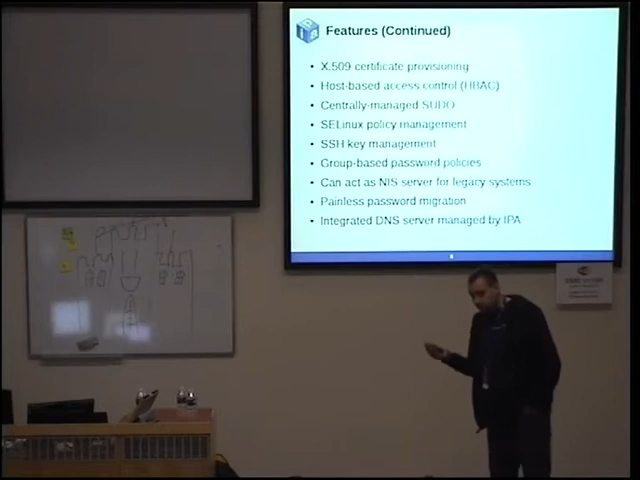 Features (Continued)
• X.509 certificate provisioning
• Host-based access control (HBAC)
• Centrally-managed SUDO
• SELinux policy management
• SSH key management
• Group-based password policies
• Can act as NIS server for legacy systems
• Painless password migration
• Integrated DNS server managed by IPA